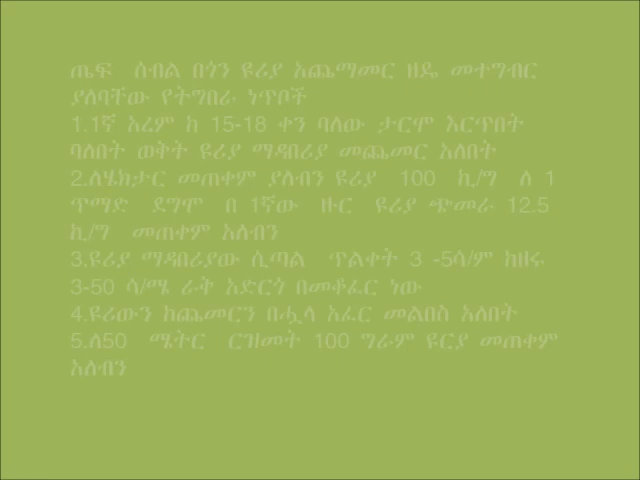 ጤፍ ሰብል በጎን ዩሪያ አጨማመር ዘዴ መተግብር
ያለባቸው የትግበራ ነጥቦች
1.1ኛ አረም ከ 15-18 ቀን ባለው ታርሞ እርጥበት
ባለበት ወቅት ዩሪያ ማዳበሪያ መጨመር አለበት
2.ለሄክታር መጠቀም ያለብን ዩሪያ 100 ኪ/ግ ለ 1
ጥማድ ደግሞ በ 1ኛው ዙር ዩሪያ ጭመራ 12.5
ኪ/ግ መጠቀም አለብን
3.ዩሪያ ማዳበሪያው ሲጣል ጥልቀት 3 -5ሳ/ም ከዘሩ
3-50 ሳ/ሜ ራቅ አድርጎ በመቆፈር ነው
4.ዩሪውን ከጨመርን በሗላ አፈር መልበስ አለበት
5.ለ50 ሜትር ርዝመት 100 ግራም ዩርያ መጠቀም
አለብን